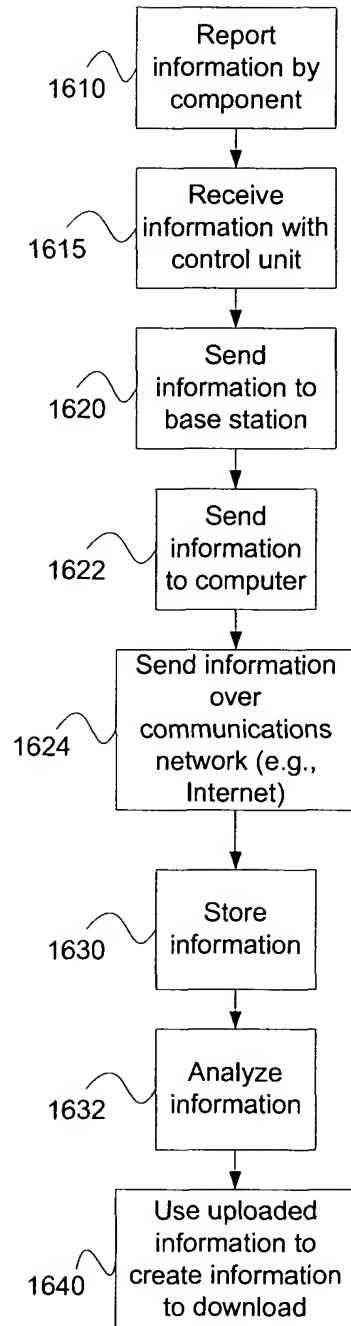 Report
information by
component
1610
Receive
information with
control unit
1615
Send
information to
base station
1620
Send
information
to computer
1622
Send information
over
communications
network (e.g.,
Internet)
1624
Store
information
1630
Analyze
information
1632
Use uploaded
information to
create information
to download
1640